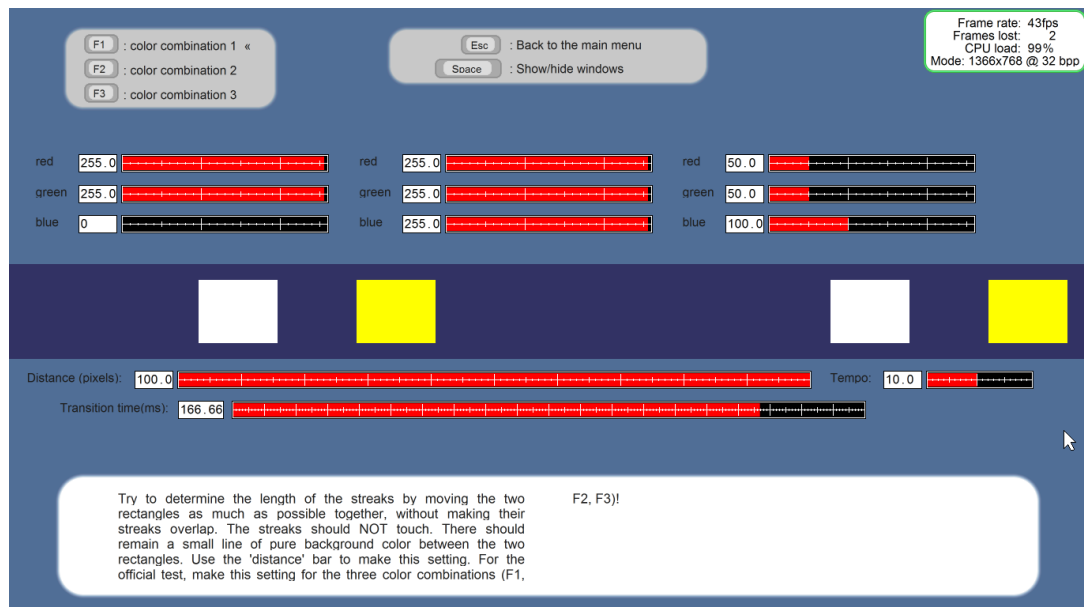 F1 : color combination 1 «
F2 : color combination 2
F3 : color combination 3
Esc : Back to the main menu
Space : Show/hide windows
Frame rate: 43fps
Frames lost: 2
CPU load: 99%
Mode: 1366x768 @ 32 bpp
red 255.0 red 255.0 red 50.0
green 255.0 green 255.0 green 50.0
blue 0 blue 255.0 blue 100.0
Distance (pixels): 100.0 Tempo: 10.0
Transition time(ms): 166.66
Try to determine the length of the streaks by moving the two
rectangles as much as possible together, without making their
streaks overlap. The streaks should NOT touch. There should
remain a small line of pure background color between the two
rectangles. Use the 'distance' bar to make this setting. For the
official test, make this setting for the three color combinations (F1,
F2, F3)!